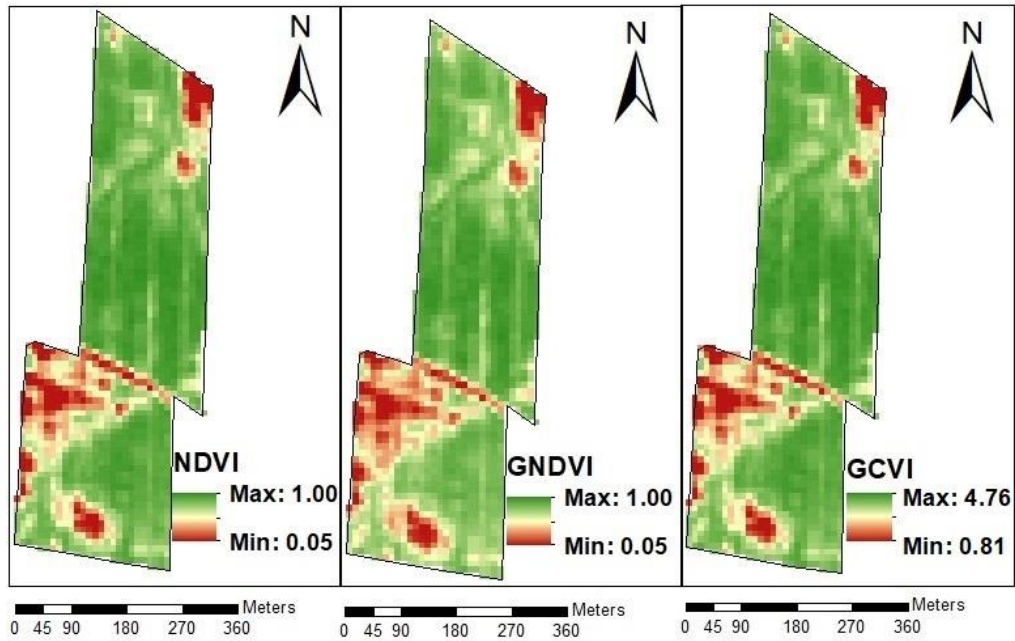 N
NDVI
Max: 1.00
Min: 0.05
Meters
0 45 90 180 270 360
N
GNDVI
Max: 1.00
Min: 0.05
Meters
0 45 90 180 270 360
N
GCVI
Max: 4.76
Min: 0.81
Meters
0 45 90 180 270 360